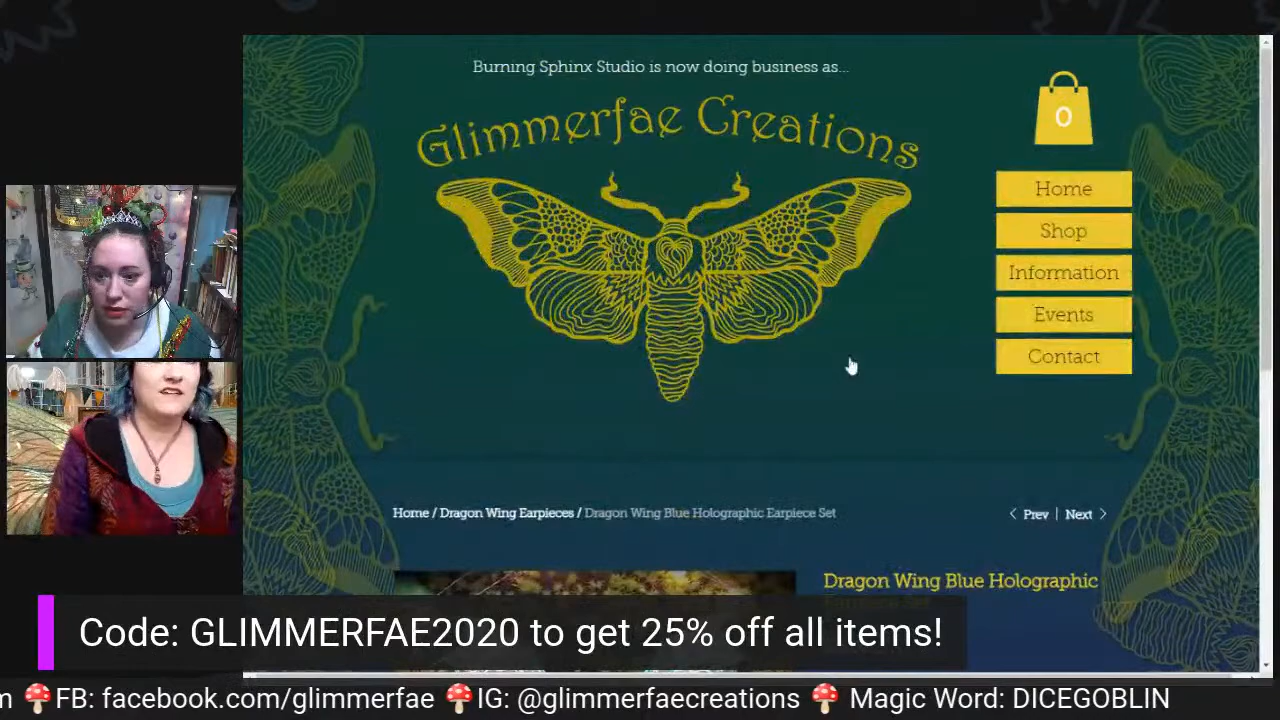 Burning Sphinx Studio is now doing business as...
Glimmerfae Creations
0
Home
Shop
Information
Events
Contact
Home / Dragon Wing Earpieces / Dragon Wing Blue Holographic Earpiece Set
Prev | Next
Dragon Wing Blue Holographic
Code: GLIMMERFAE2020 to get 25% off all items!
m 🍄FB: facebook.com/glimmerfae 🍄IG: @glimmerfaecreations 🍄 Magic Word: DICEGOBLIN